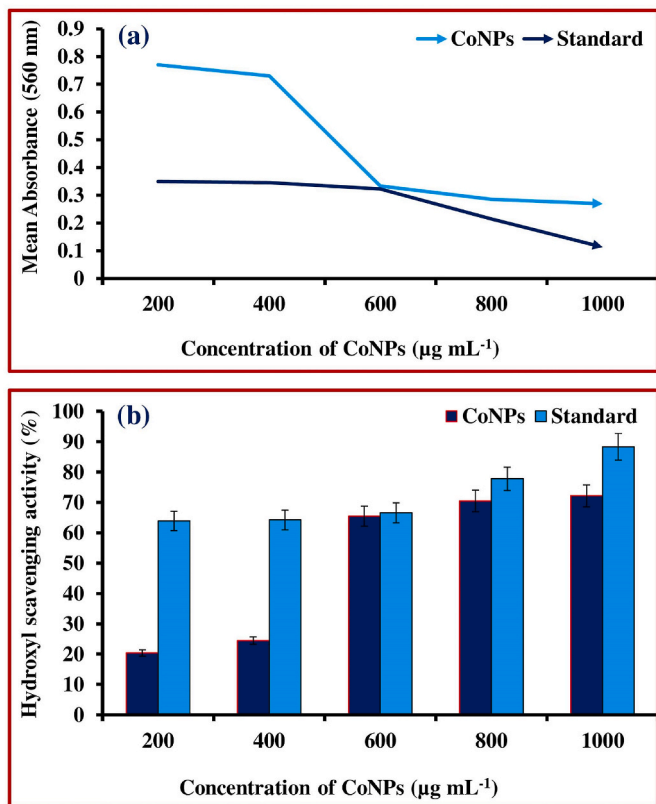 (a)
CoNPs Standard
Mean Absorbance (560 nm)
0.9
0.8
0.7
0.6
0.5
0.4
0.3
0.2
0.1
0
200 400 600 800 1000
Concentration of CoNPs (µg mL⁻¹)
(b)
CoNPs Standard
Hydroxyl scavenging activity (%)
100
90
80
70
60
50
40
30
20
10
0
200 400 600 800 1000
Concentration of CoNPs (µg mL⁻¹)